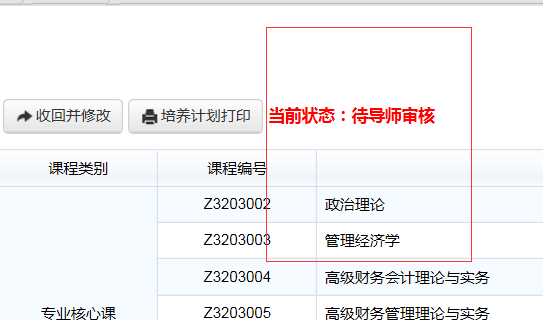 收回并修改 培养计划打印 当前状态：待导师审核
课程类别 课程编号
Z3203002 政治理论
Z3203003 管理经济学
Z3203004 高级财务会计理论与实务
专业核心课 Z3203005 高级财务管理理论与实务